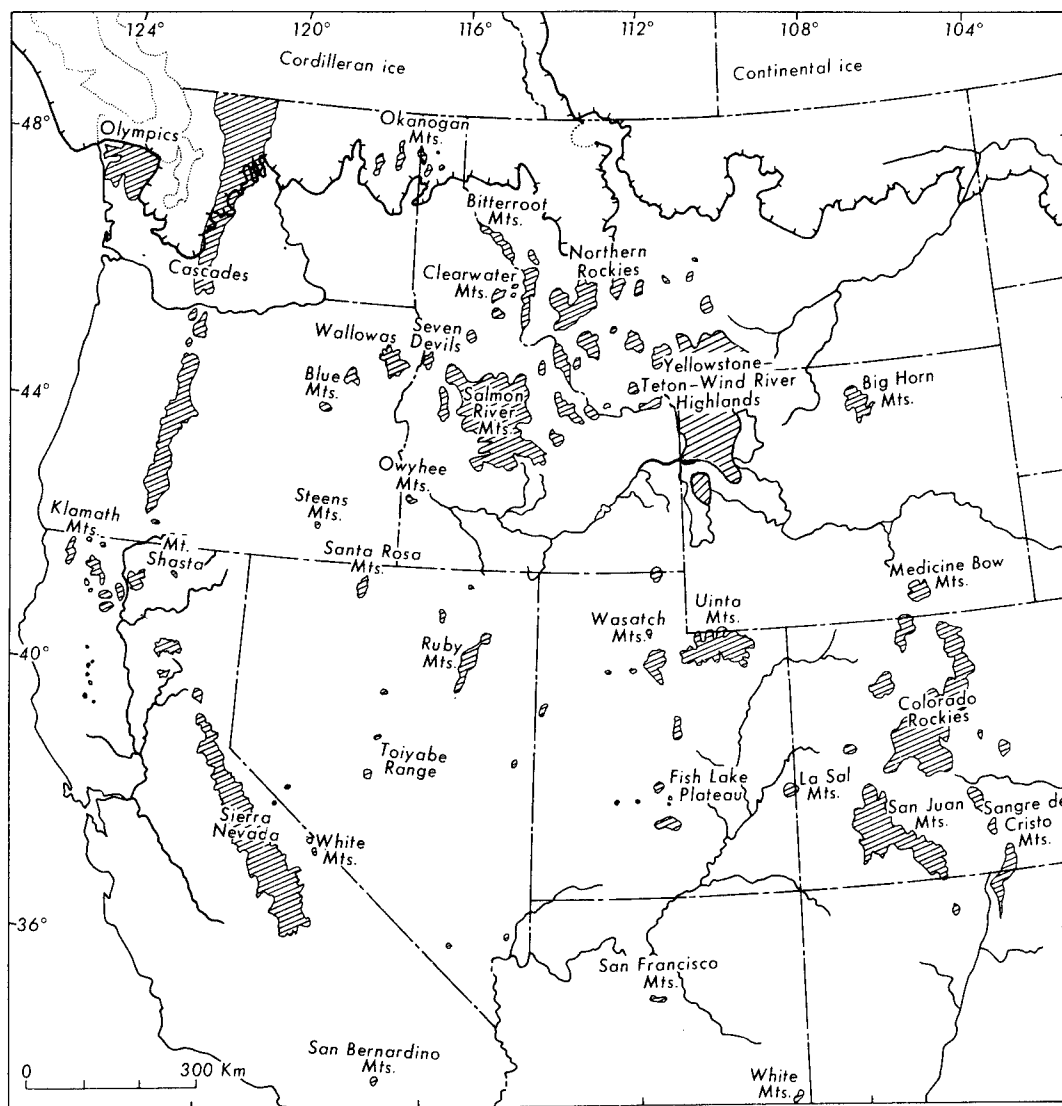 124°
120°
116°
112°
108°
104°
Cordilleran ice
Continental ice
48°
Olympics
Okanogan
Mts.
Bitterroot
Mts.
Cascades
Clearwater
Mts.
Northern
Rockies
Wallowas
Seven
Devils
Blue
Mts.
44°
Salmon
River
Mts.
Yellowstone-
Teton-Wind River
Highlands
Big Horn
Mts.
Owyhee
Mts.
Steens
Mts.
Klamath
Mts.
Mt.
Shasta
Santa Rosa
Mts.
Medicine Bow
Mts.
Wasatch
Mts.
Uinta
Mts.
40°
Ruby
Mts.
Colorado
Rockies
Toiyabe
Range
Fish Lake
Plateau
La Sal
Mts.
San Juan
Mts.
Sangre de
Cristo
Mts.
Sierra
Nevada
White
Mts.
36°
San Francisco
Mts.
San Bernardino
Mts.
White
Mts.
0
300 Km